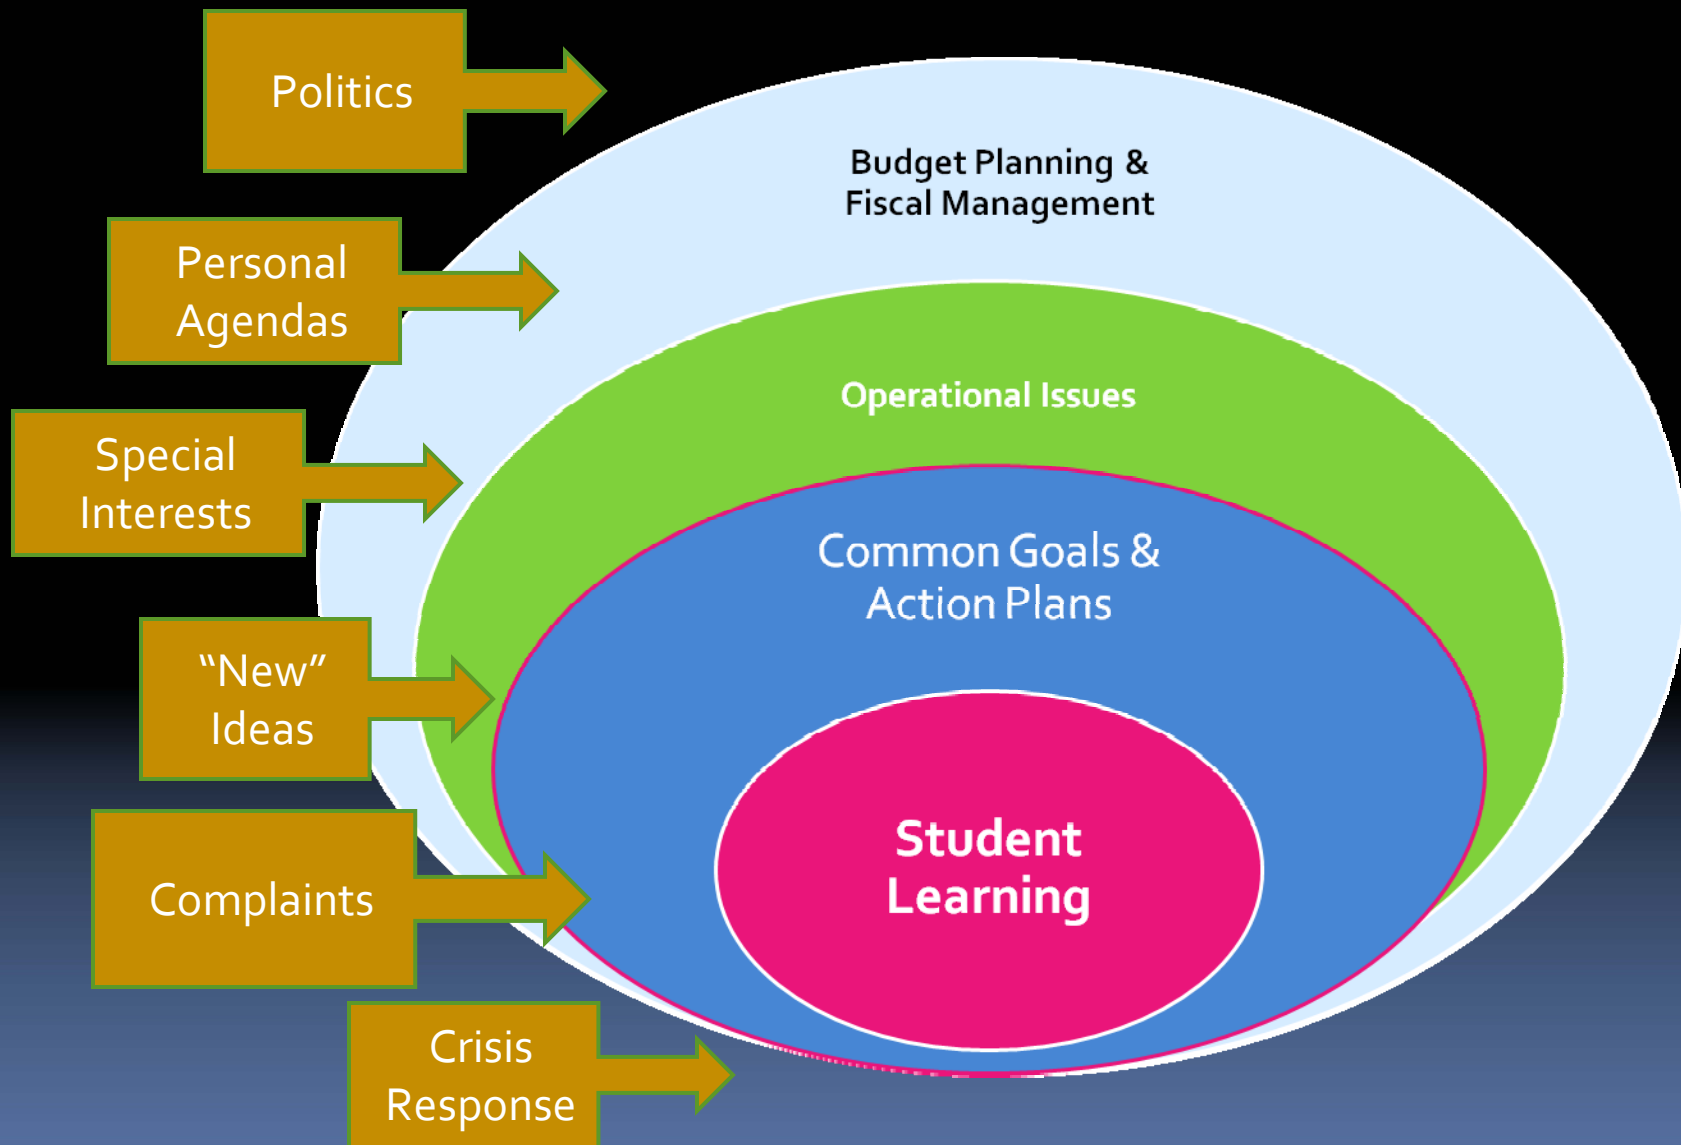 Politics
Personal
Agendas
Special
Interests
“New”
Ideas
Complaints
Crisis
Response
Budget Planning &
Fiscal Management
Operational Issues
Common Goals &
Action Plans
Student
Learning